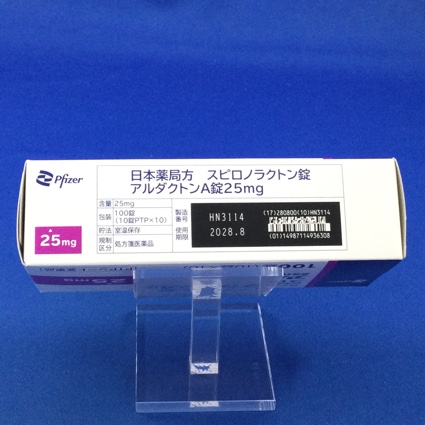 Pfizer
日本薬局方 スピロノラクトン錠
アルダクトンA錠25mg
25mg
含量 25mg
包装 100錠
(10錠PTP×10)
貯法 室温保存
規制区分 処方箋医薬品
製造番号 HN3114
使用期限 2028.8
(17)280800(10)HN3114
(01)14987114936308
25mg